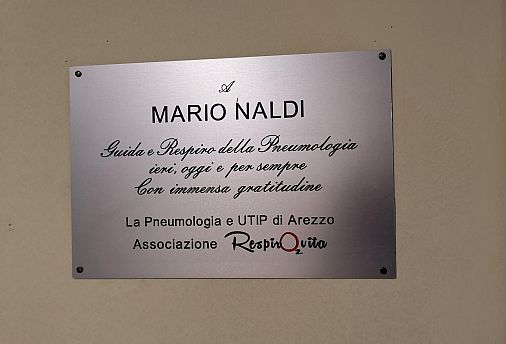 A
MARIO NALDI
Guida e Respiro della Pneumologia
ieri, oggi e per sempre
Con immensa gratitudine
La Pneumologia e UTIP di Arezzo
Associazione RespirO2vita